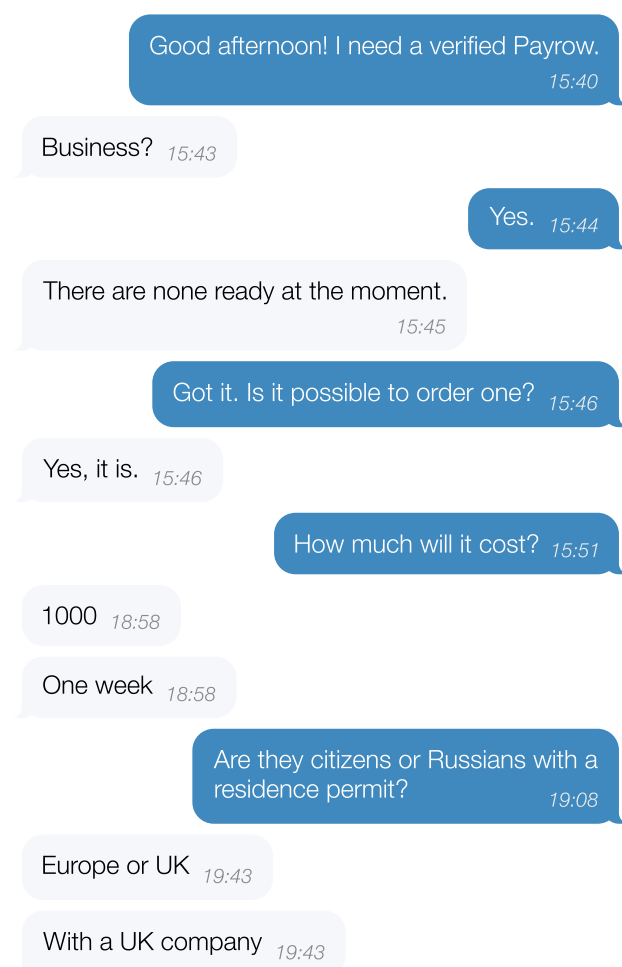 Good afternoon! I need a verified Payrow.
15:40
Business? 15:43
Yes. 15:44
There are none ready at the moment.
15:45
Got it. Is it possible to order one? 15:46
Yes, it is. 15:46
How much will it cost? 15:51
1000 18:58
One week 18:58
Are they citizens or Russians with a
residence permit? 19:08
Europe or UK 19:43
With a UK company 19:43